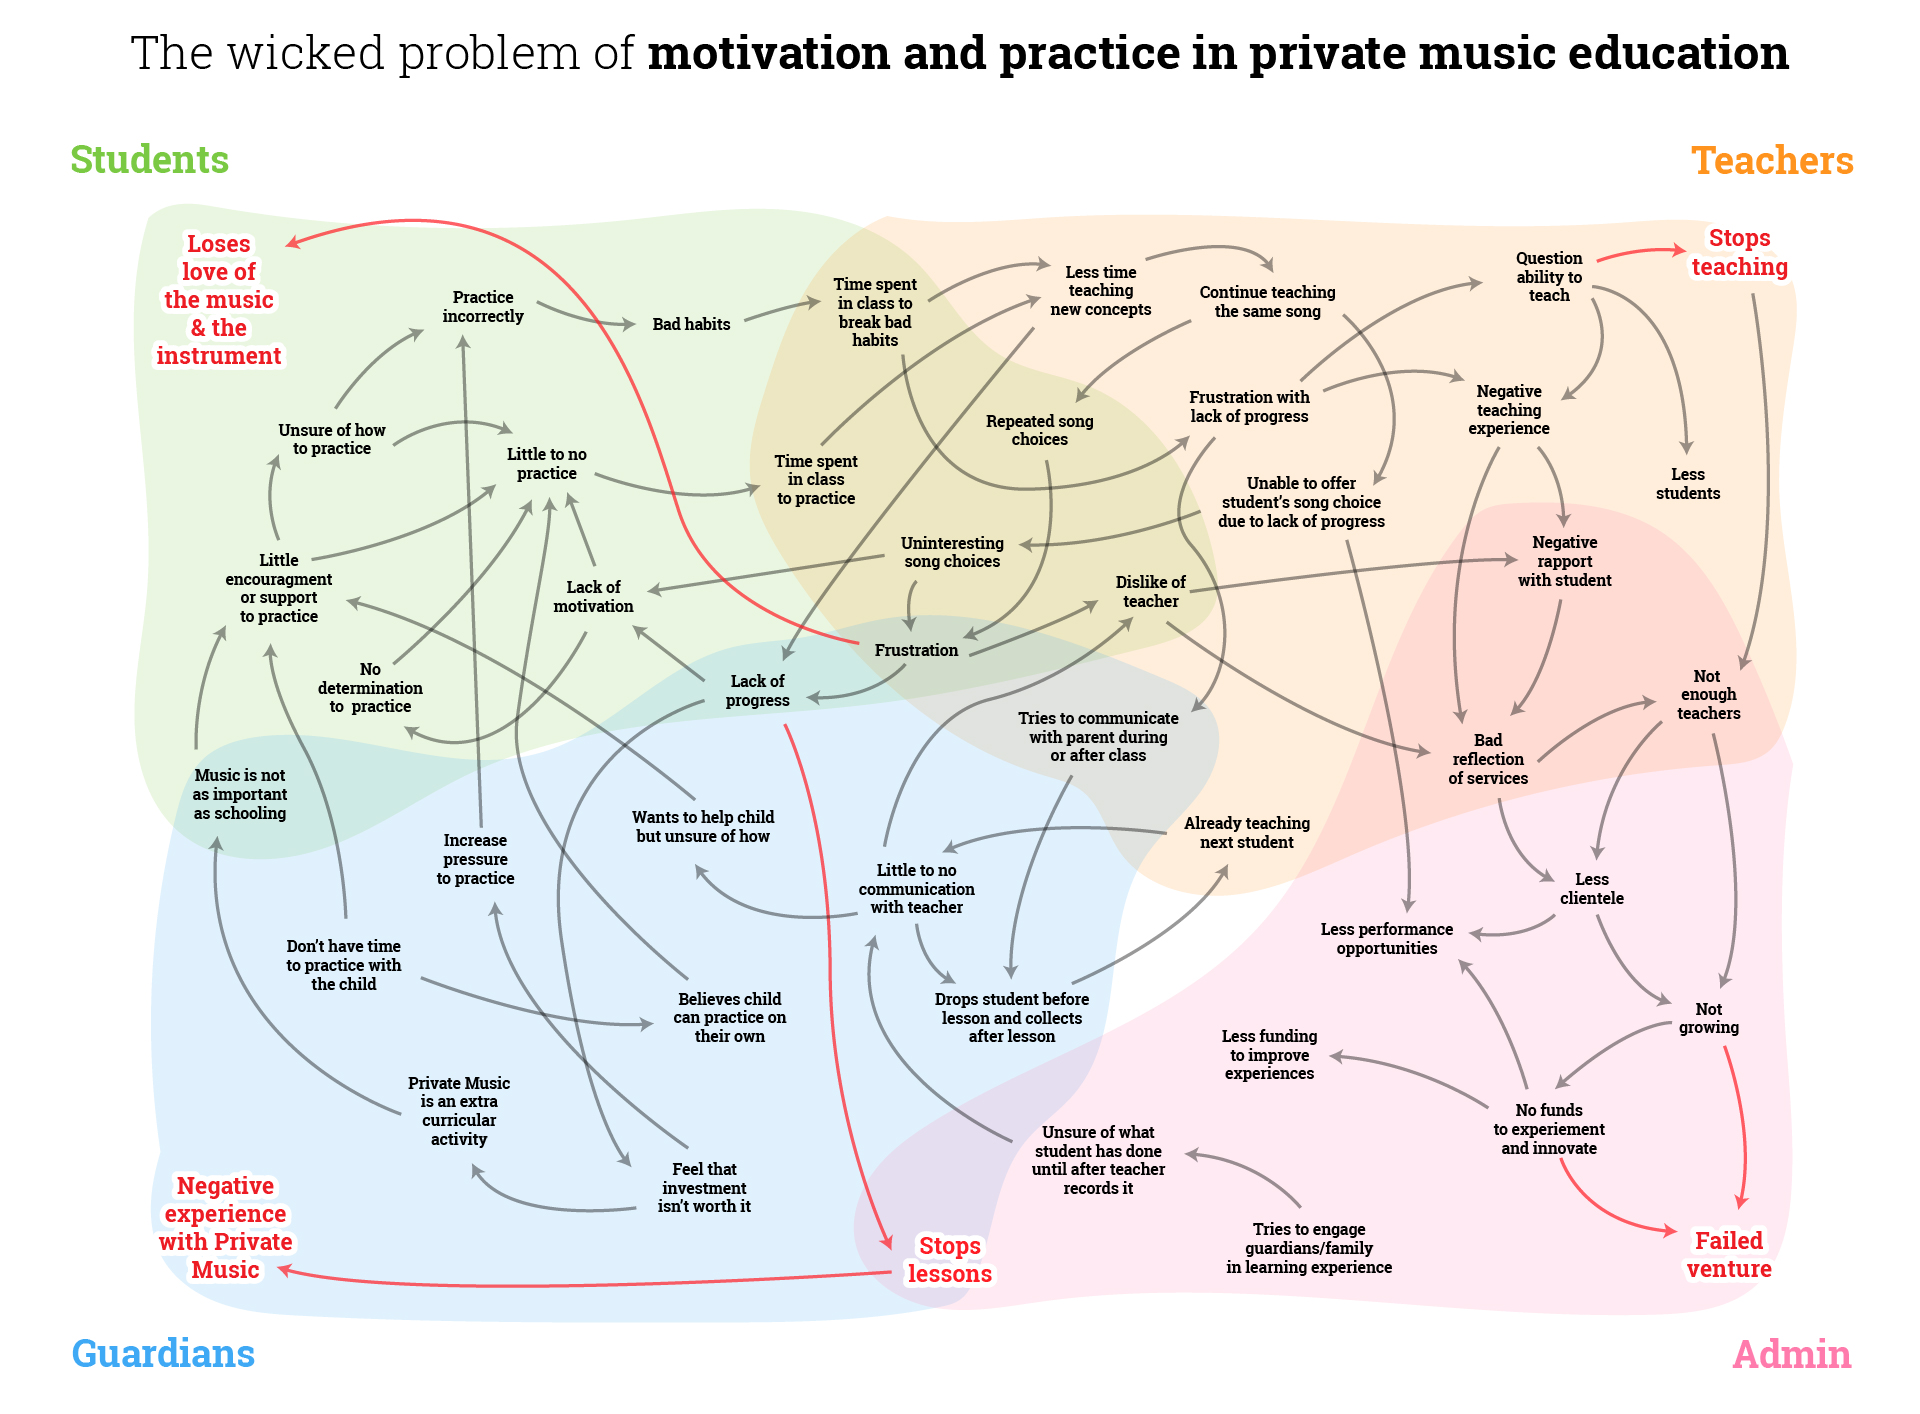 The wicked problem of motivation and practice in private music education
Students
Teachers
Loses
love of
the music
& the
instrument
Practice
incorrectly
Bad habits
Time spent
in class to
break bad
habits
Less time
teaching
new concepts
Continue teaching
the same song
Question
ability to
teach
Stops
teaching
Unsure of how
to practice
Little to no
practice
Time spent
in class
to practice
Repeated song
choices
Frustration with
lack of progress
Negative
teaching
experience
Less
students
Unable to offer
student's song choice
due to lack of progress
Little
encouragment
or support
to practice
Lack of
motivation
Uninteresting
song choices
Dislike of
teacher
Negative
rapport
with student
No
determination
to practice
Frustration
Lack of
progress
Tries to communicate
with parent during
or after class
Bad
reflection
of services
Not
enough
teachers
Music is not
as important
as schooling
Increase
pressure
to practice
Wants to help child
but unsure of how
Little to no
communication
with teacher
Already teaching
next student
Less
clientele
Less performance
opportunities
Don't have time
to practice with
the child
Believes child
can practice on
their own
Drops student before
lesson and collects
after lesson
Less funding
to improve
experiences
Not
growing
Private Music
is an extra
curricular
activity
Feel that
investment
isn't worth it
Unsure of what
student has done
until after teacher
records it
No funds
to experiement
and innovate
Negative
experience
with Private
Music
Stops
lessons
Tries to engage
guardians/family
in learning experience
Failed
venture
Guardians
Admin